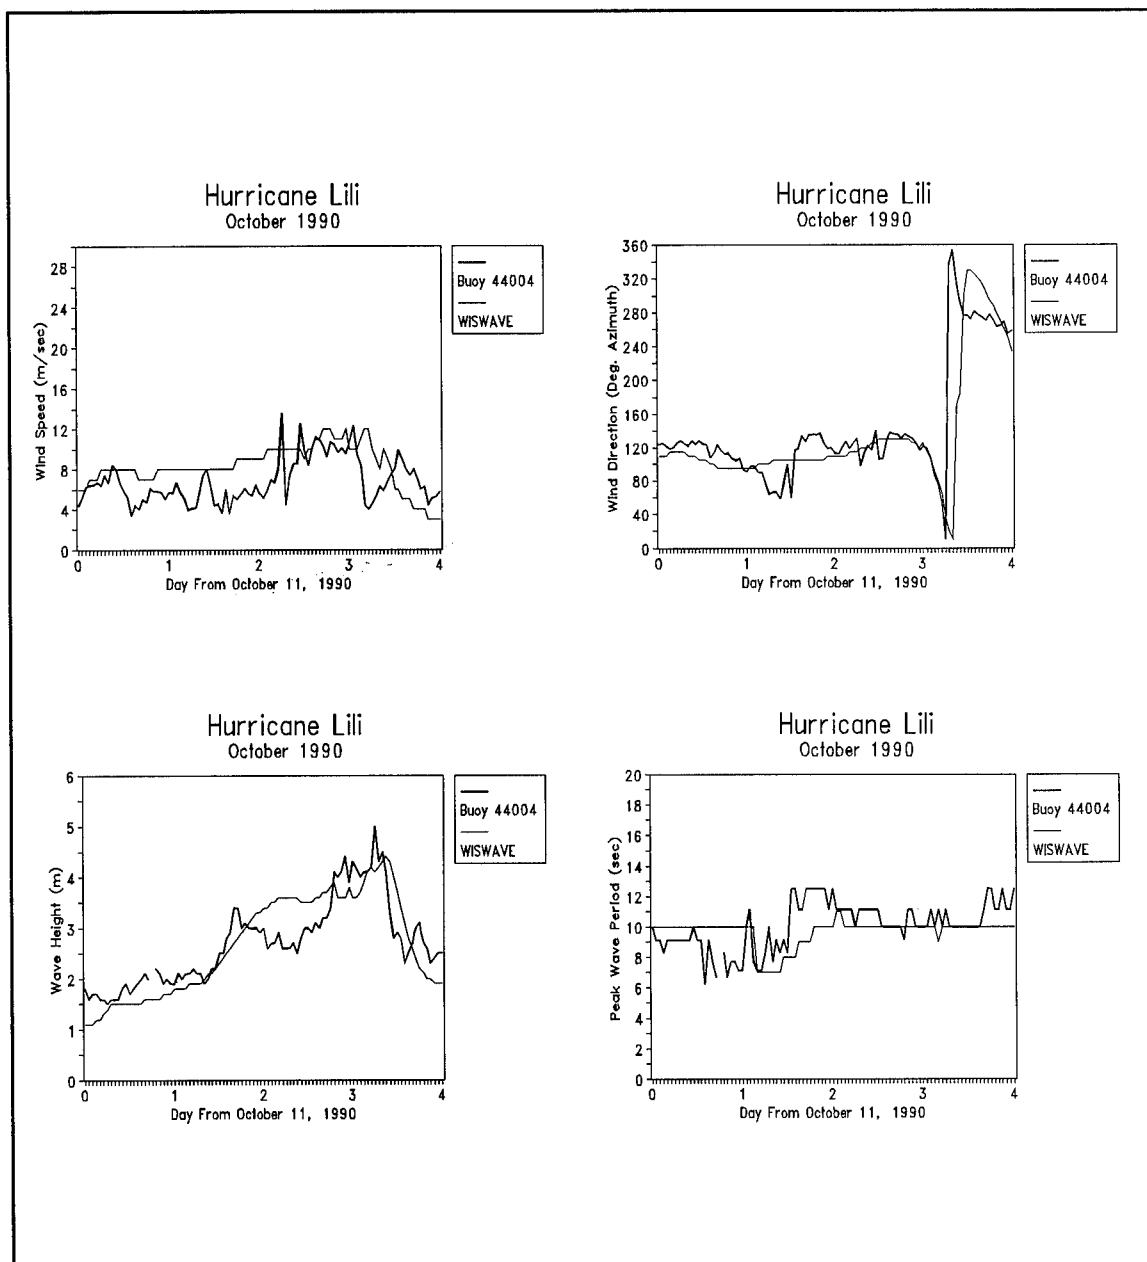 Hurricane Lili
October 1990
Wind Speed (m/sec)
28
24
20
16
12
8
4
0
0 1 2 3 4
Day From October 11, 1990
Buoy 44004
WISWAVE
Hurricane Lili
October 1990
Wind Direction (Deg. Azimuth)
360
320
280
240
200
160
120
80
40
0
0 1 2 3 4
Day From October 11, 1990
Buoy 44004
WISWAVE
Hurricane Lili
October 1990
Wave Height (m)
6
5
4
3
2
1
0
0 1 2 3 4
Day From October 11, 1990
Buoy 44004
WISWAVE
Hurricane Lili
October 1990
Peak Wave Period (sec)
20
18
16
14
12
10
8
6
4
2
0
0 1 2 3 4
Day From October 11, 1990
Buoy 44004
WISWAVE